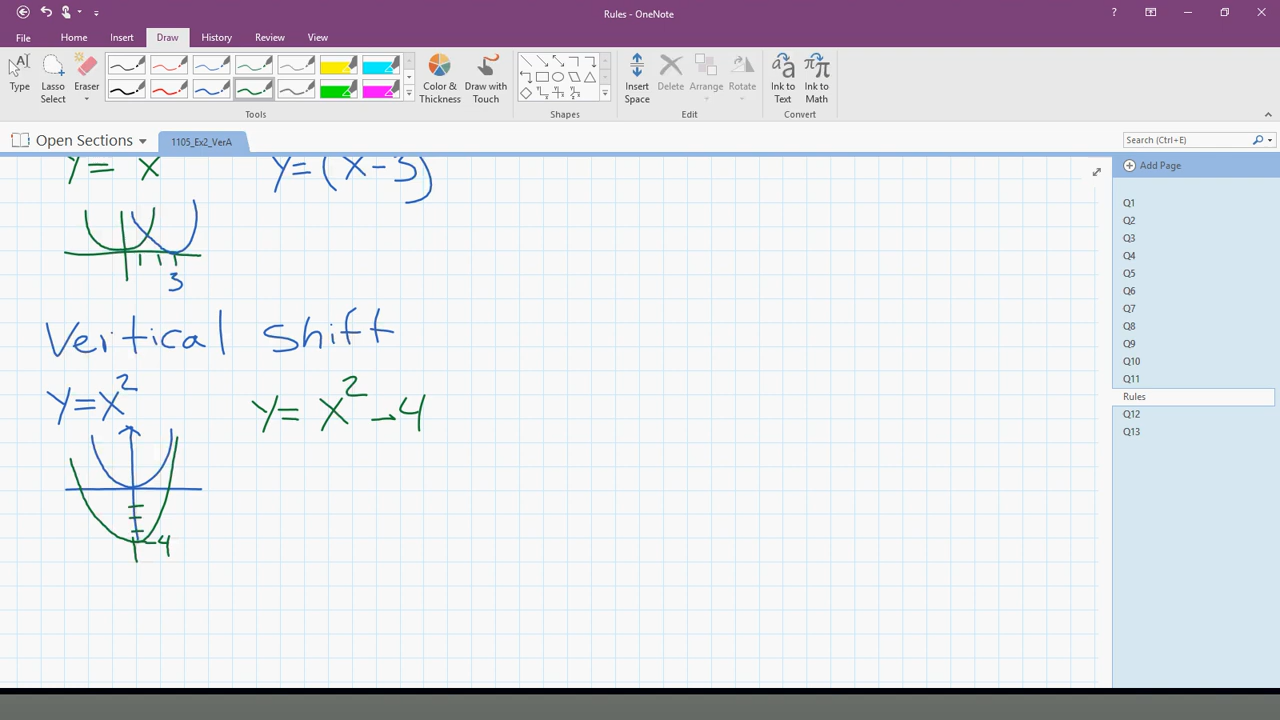 Rules - OneNote
?
File Home Insert Draw History Review View
Type
Lasso Select
Eraser
Color & Thickness
Draw with Touch
Insert Space
Delete
Arrange
Rotate
Ink to Text
Ink to Math
Tools
Shapes
Edit
Convert
Open Sections
1105_Ex2_VerA
Search (Ctrl+E)
Add Page
Y= X
Y=(X-3)
3
Vertical Shift
Y=X²
Y= X² -4
-4
Q1
Q2
Q3
Q4
Q5
Q6
Q7
Q8
Q9
Q10
Q11
Rules
Q12
Q13